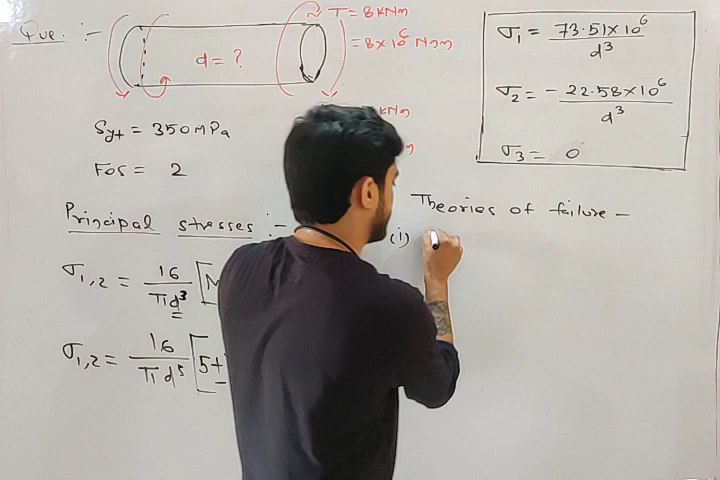 Que. :-
T = 8 kNm
= 8 × 10⁶ Nmm
d = ?
kNm
Syt = 350 MPa
FOS = 2
Principal stresses :-
σ1,2 = 16/πd³ [M
σ1,2 = 16/πd³ [5+
σ1 = 73.51×10⁶/d³
σ2 = -22.58×10⁶/d³
σ3 = 0
Theories of failure -
(i)